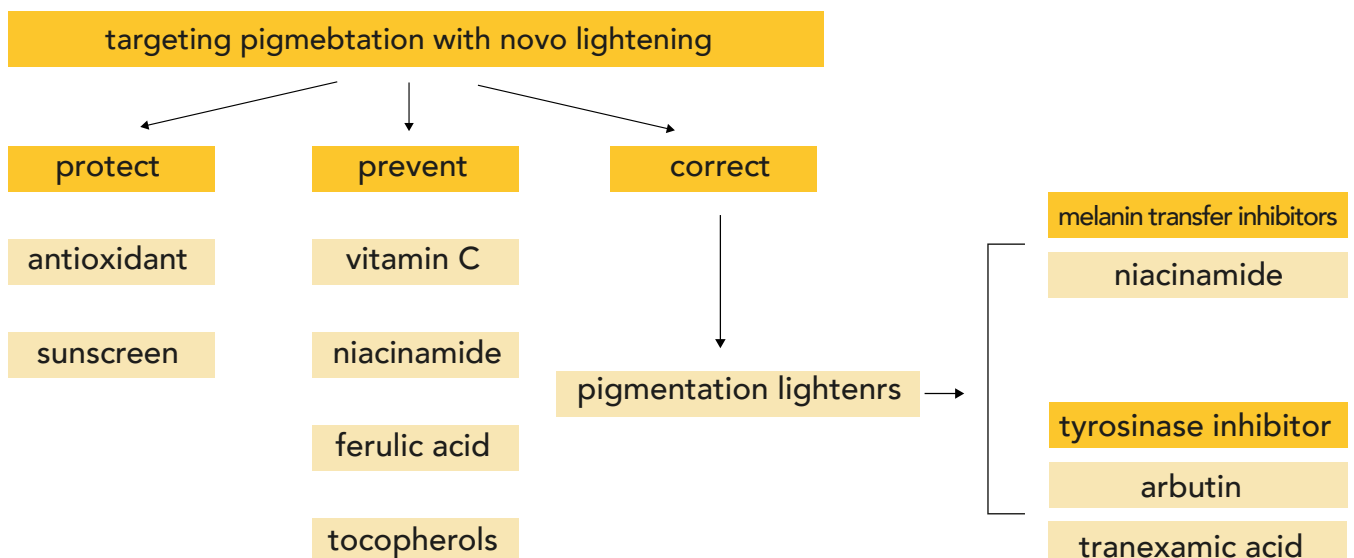 targeting pigmebtation with novo lightening
protect
prevent
correct
antioxidant
vitamin C
sunscreen
niacinamide
ferulic acid
tocopherols
pigmentation lightenrs
melanin transfer inhibitors
niacinamide
tyrosinase inhibitor
arbutin
tranexamic acid